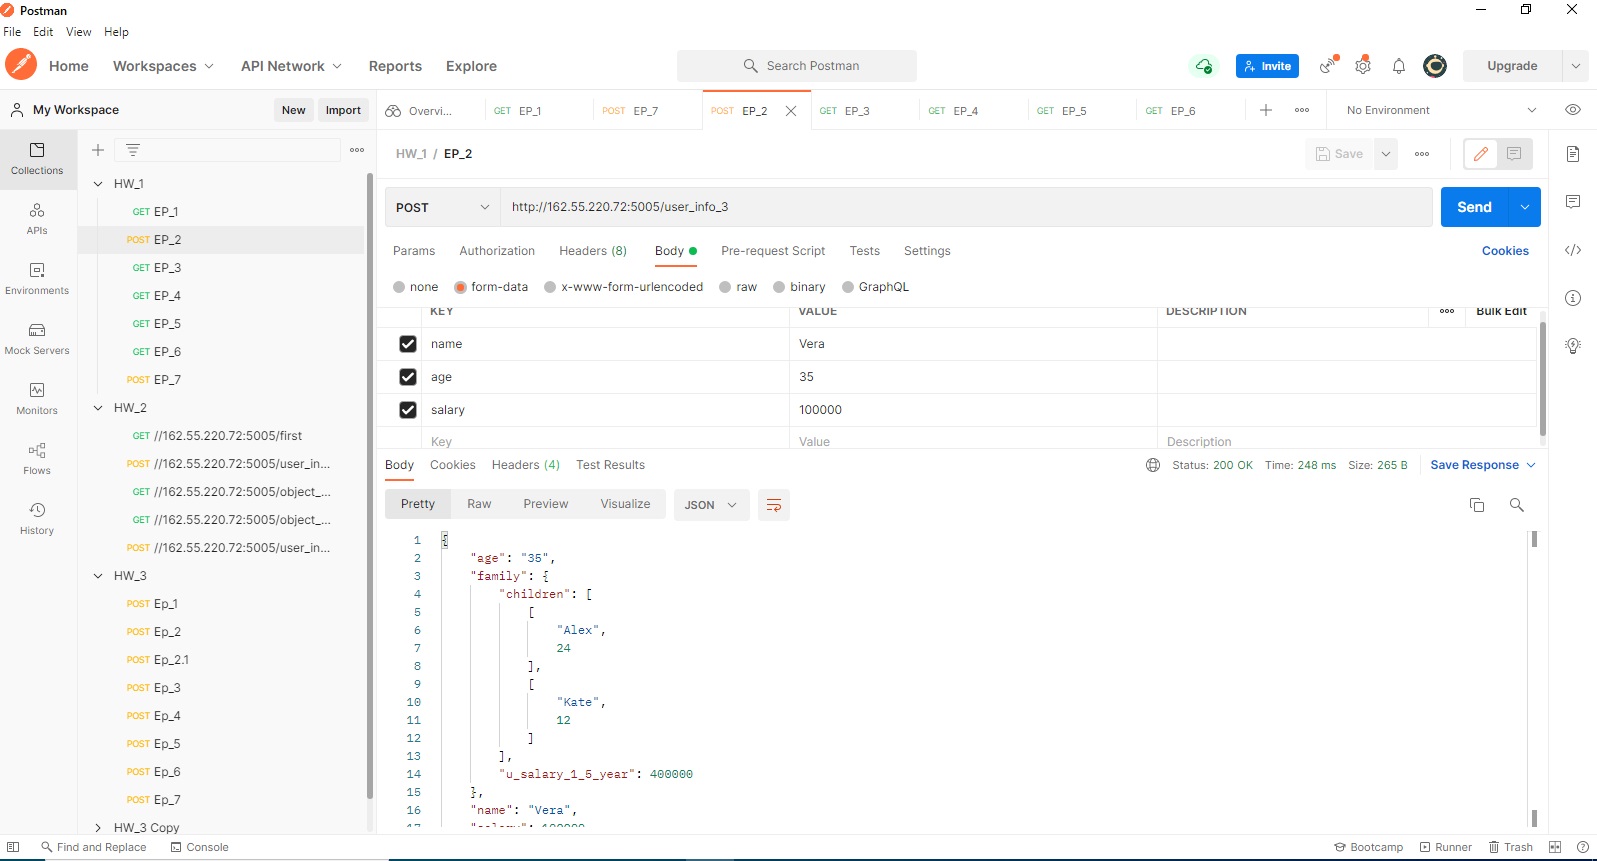 Postman
File Edit View Help
Home Workspaces API Network Reports Explore Search Postman Invite Upgrade
My Workspace New Import Overvi... GET EP_1 POST EP_7 POST EP_2 GET EP_3 GET EP_4 GET EP_5 GET EP_6 No Environment
Collections
APIs
Environments
Mock Servers
Monitors
Flows
History
HW_1
GET EP_1
POST EP_2
GET EP_3
GET EP_4
GET EP_5
GET EP_6
POST EP_7
HW_2
GET //162.55.220.72:5005/first
POST //162.55.220.72:5005/user_in...
GET //162.55.220.72:5005/object_...
GET //162.55.220.72:5005/object_...
POST //162.55.220.72:5005/user_in...
HW_3
POST Ep_1
POST Ep_2
POST Ep_2.1
POST Ep_3
POST Ep_4
POST Ep_5
POST Ep_6
POST Ep_7
HW_3 Copy
HW_1 / EP_2 Save
POST http://162.55.220.72:5005/user_info_3 Send
Params Authorization Headers (8) Body Pre-request Script Tests Settings Cookies
none form-data x-www-form-urlencoded raw binary GraphQL
KEY VALUE DESCRIPTION Bulk Edit
name Vera
age 35
salary 100000
Key Value Description
Body Cookies Headers (4) Test Results Status: 200 OK Time: 248 ms Size: 265 B Save Response
Pretty Raw Preview Visualize JSON
1 {
2 "age": "35",
3 "family": {
4 "children": [
5 [
6 "Alex",
7 24
8 ],
9 [
10 "Kate",
11 12
12 ]
13 ],
14 "u_salary_1_5_year": 400000
15 },
16 "name": "Vera",
17 "salary": 100000
Find and Replace Console Bootcamp Runner Trash